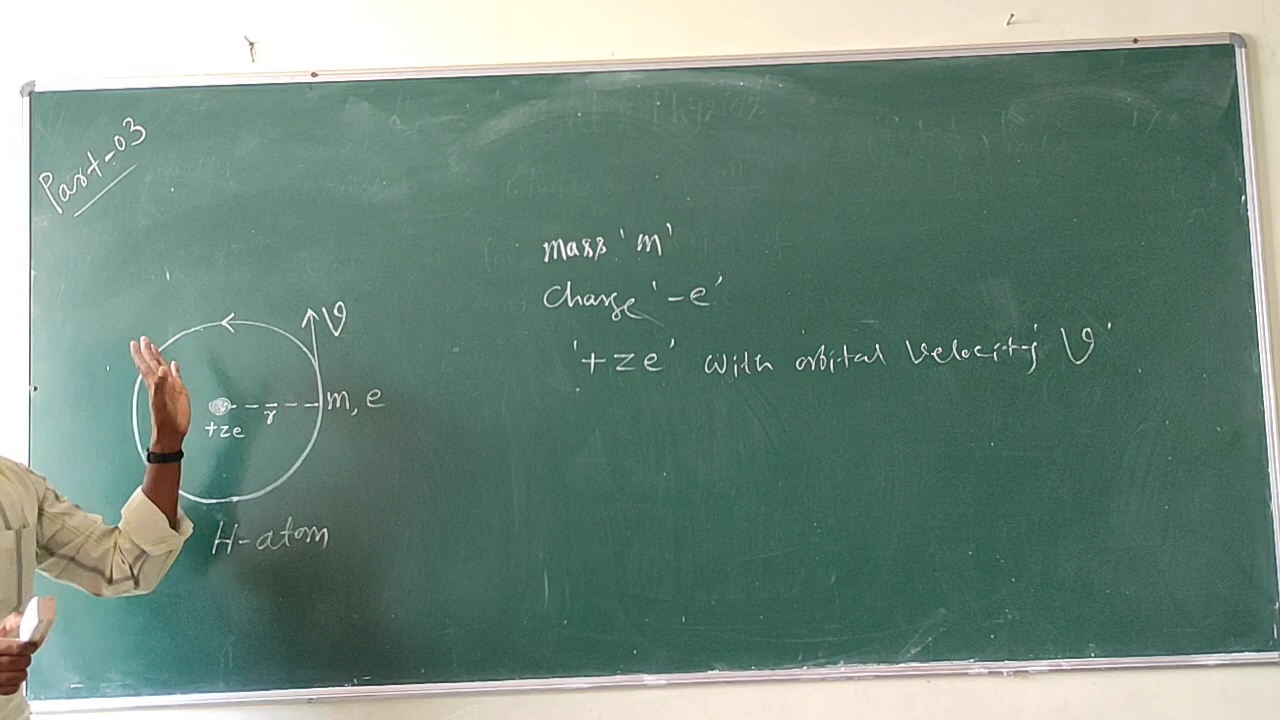 Part-03
mass 'm'
charge '-e'
'+ze' with orbital velocity 'v'
v
m, e
r
+ze
H-atom